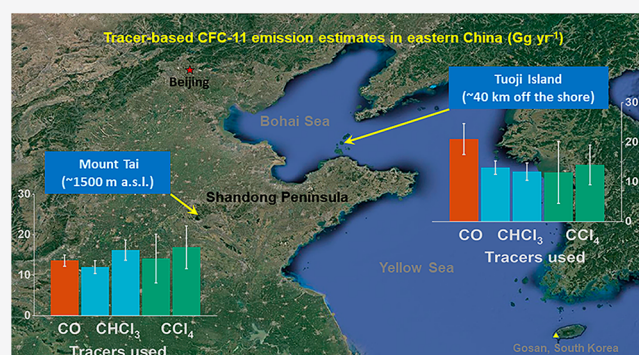 Tracer-based CFC-11 emission estimates in eastern China (Gg yr-1)
Beijing
Tuoji Island
(~40 km off the shore)
Bohai Sea
30
20
10
0
Mount Tai
(~1500 m a.s.l.)
Shandong Peninsula
30
20
10
0
CO CHCl3 CCl4
Tracers used
Yellow Sea
CO CHCl3 CCl4
Tracers used
Gosan, South Korea